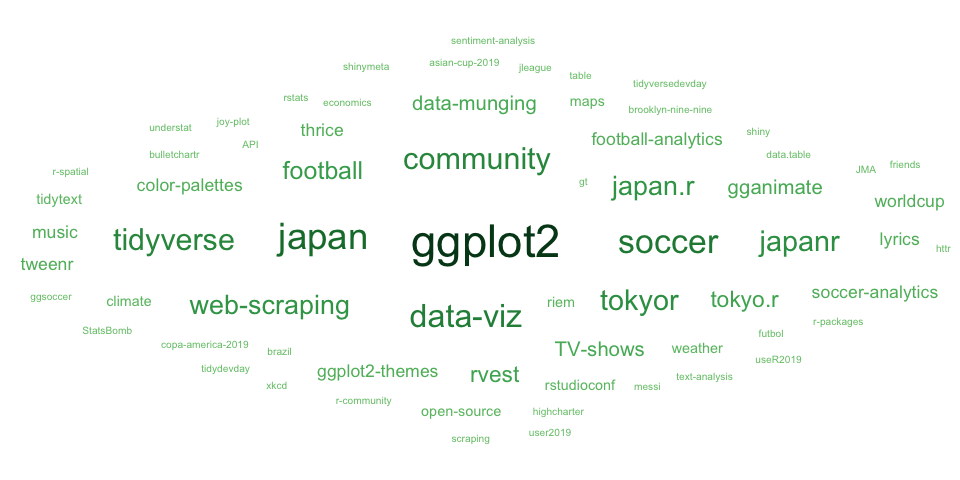 sentiment-analysis
shinymeta
asian-cup-2019
jleague
table
tidyversedevday
rstats
economics
data-munging
maps
brooklyn-nine-nine
understat
joy-plot
thrice
football-analytics
shiny
bulletchartr
API
data.table
r-spatial
football
community
JMA
friends
color-palettes
gt
japan.r
gganimate
tidytext
worldcup
music
tidyverse
japan
ggplot2
soccer
japanr
lyrics
httr
tweenr
ggsoccer
climate
web-scraping
data-viz
riem
tokyor
tokyo.r
soccer-analytics
StatsBomb
r-packages
copa-america-2019
brazil
TV-shows
weather
futbol
useR2019
tidydevday
xkcd
ggplot2-themes
rvest
rstudioconf
messi
text-analysis
r-community
open-source
highcharter
scraping
user2019